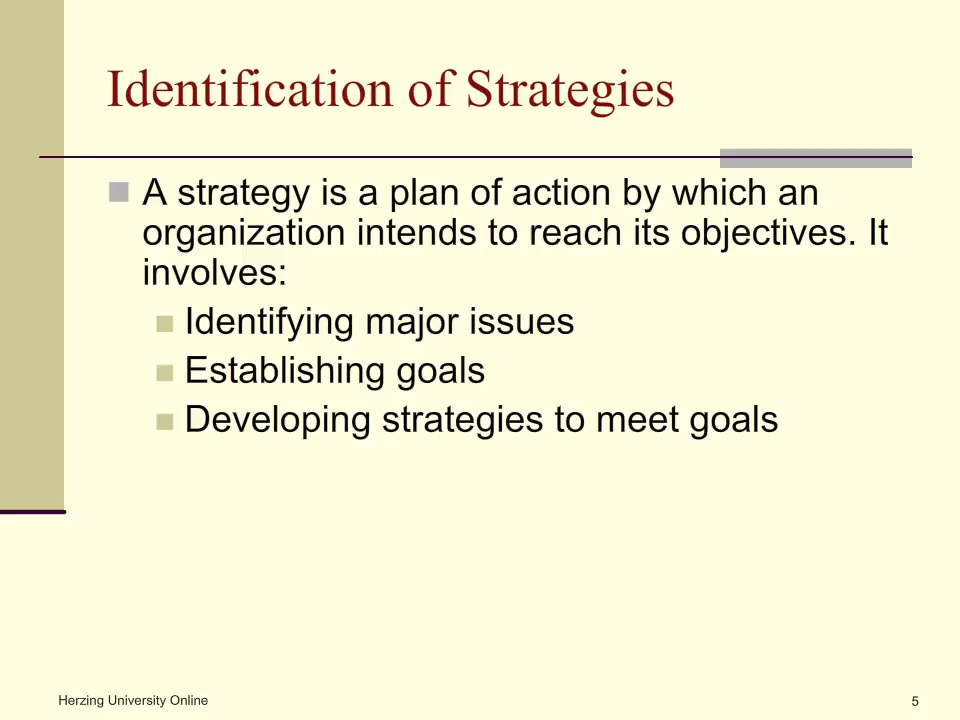 Identification of Strategies
A strategy is a plan of action by which an
organization intends to reach its objectives. It
involves:
Identifying major issues
Establishing goals
Developing strategies to meet goals
Herzing University Online
5